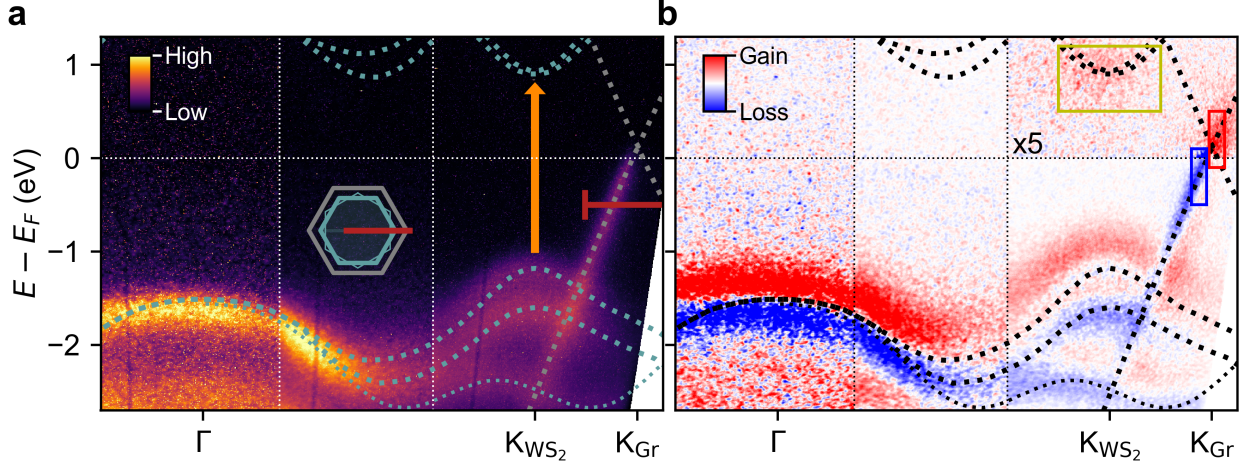 a
b
E − E_F (eV)
1
0
−1
−2
High
Low
Γ
K_WS₂
K_Gr
Gain
Loss
x5
Γ
K_WS₂
K_Gr